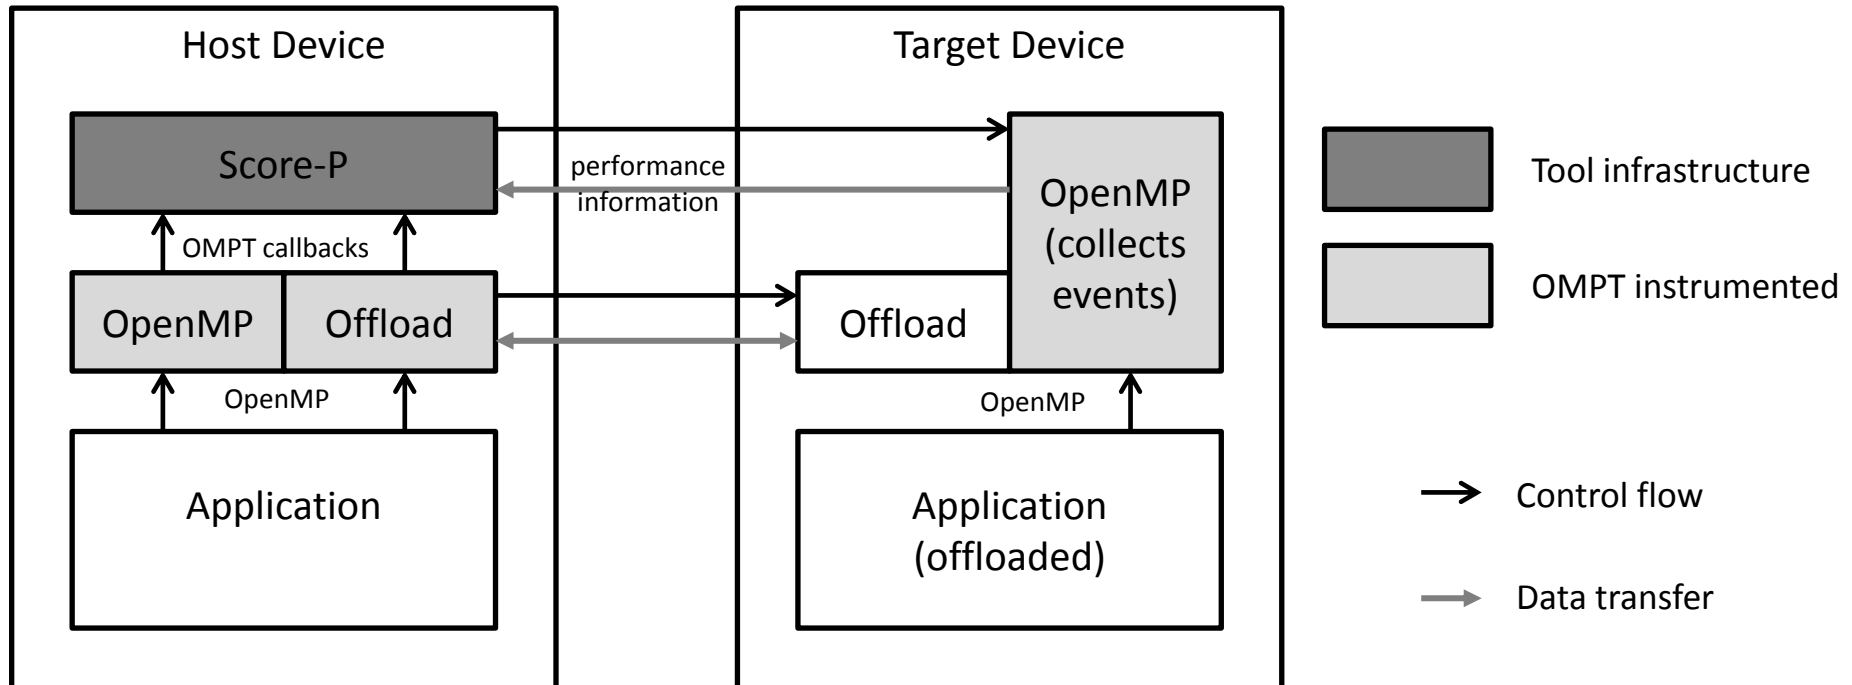 Host Device
Target Device
Score-P
performance
information
OpenMP
(collects
events)
Tool infrastructure
OMPT callbacks
OMPT instrumented
OpenMP
Offload
Offload
OpenMP
OpenMP
Application
Application
(offloaded)
Control flow
Data transfer